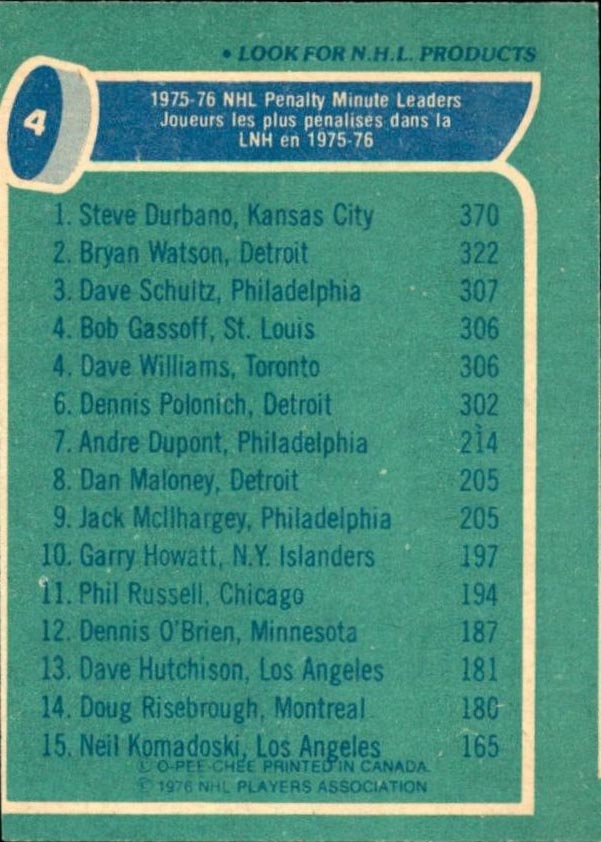 • LOOK FOR N.H.L. PRODUCTS
4
1975-76 NHL Penalty Minute Leaders
Joueurs les plus penalises dans la
LNH en 1975-76
1. Steve Durbano, Kansas City 370
2. Bryan Watson, Detroit 322
3. Dave Schultz, Philadelphia 307
4. Bob Gassoff, St. Louis 306
4. Dave Williams, Toronto 306
6. Dennis Polonich, Detroit 302
7. Andre Dupont, Philadelphia 214
8. Dan Maloney, Detroit 205
9. Jack McIlhargey, Philadelphia 205
10. Garry Howatt, N.Y. Islanders 197
11. Phil Russell, Chicago 194
12. Dennis O'Brien, Minnesota 187
13. Dave Hutchison, Los Angeles 181
14. Doug Risebrough, Montreal 180
15. Neil Komadoski, Los Angeles 165
© O-PEE-CHEE PRINTED IN CANADA.
© 1976 NHL PLAYERS ASSOCIATION